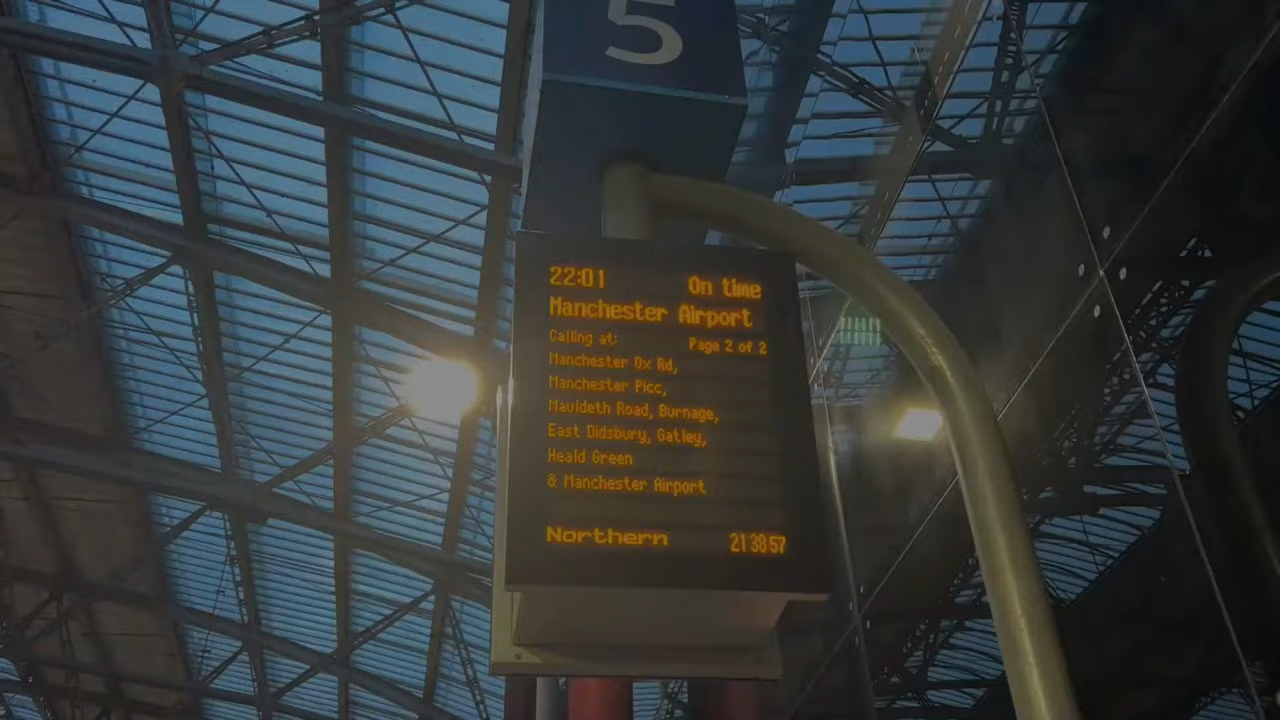 5
22:01 On time
Manchester Airport
Calling at: Page 2 of 2
Manchester Ox Rd,
Manchester Picc,
Mauldeth Road, Burnage,
East Didsbury, Gatley,
Heald Green
& Manchester Airport
Northern 21 38 57